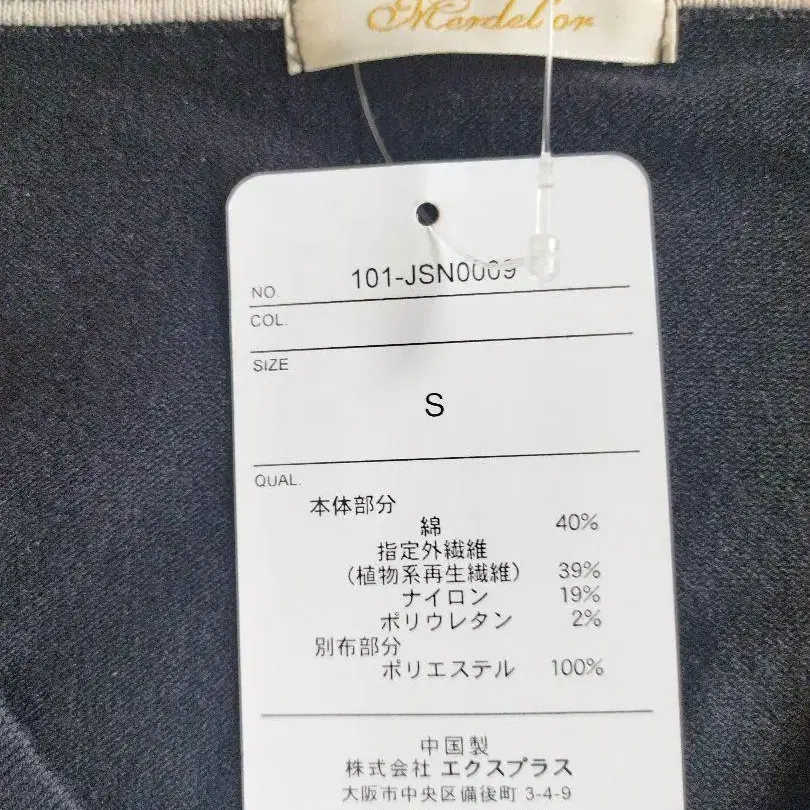 Merdel'or
NO. 101-JSN0009
COL.
SIZE
S
QUAL.
本体部分
綿 40%
指定外繊維
(植物系再生繊維) 39%
ナイロン 19%
ポリウレタン 2%
別布部分
ポリエステル 100%
中国製
株式会社 エクスプラス
大阪市中央区備後町 3-4-9